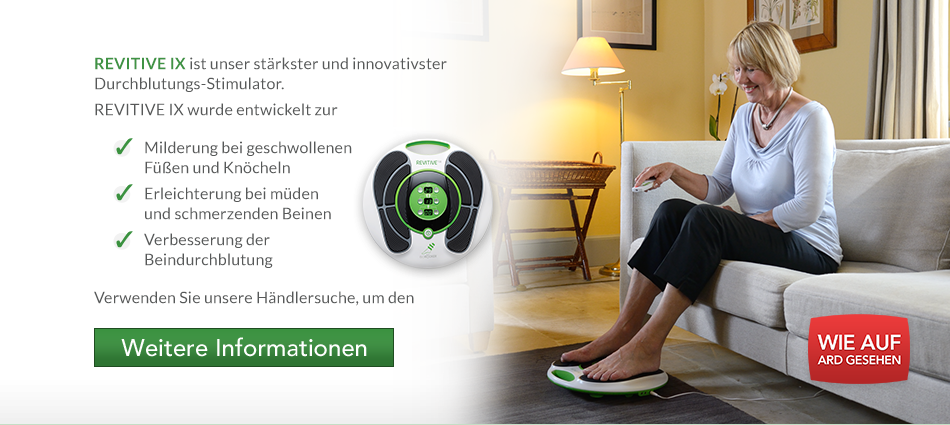 REVITIVE IX ist unser stärkster und innovativster
Durchblutungs-Stimulator.
REVITIVE IX wurde entwickelt zur
Milderung bei geschwollenen
Füßen und Knöcheln
Erleichterung bei müden
und schmerzenden Beinen
Verbesserung der
Beindurchblutung
Verwenden Sie unsere Händlersuche, um den
Weitere Informationen
REVITIVE
WIE AUF
ARD GESEHEN